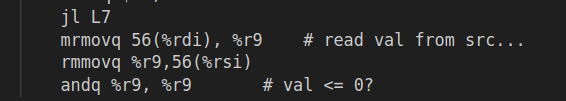 jl L7
mrmovq 56(%rdi), %r9    # read val from src...
rmmovq %r9,56(%rsi)
andq %r9, %r9       # val <= 0?